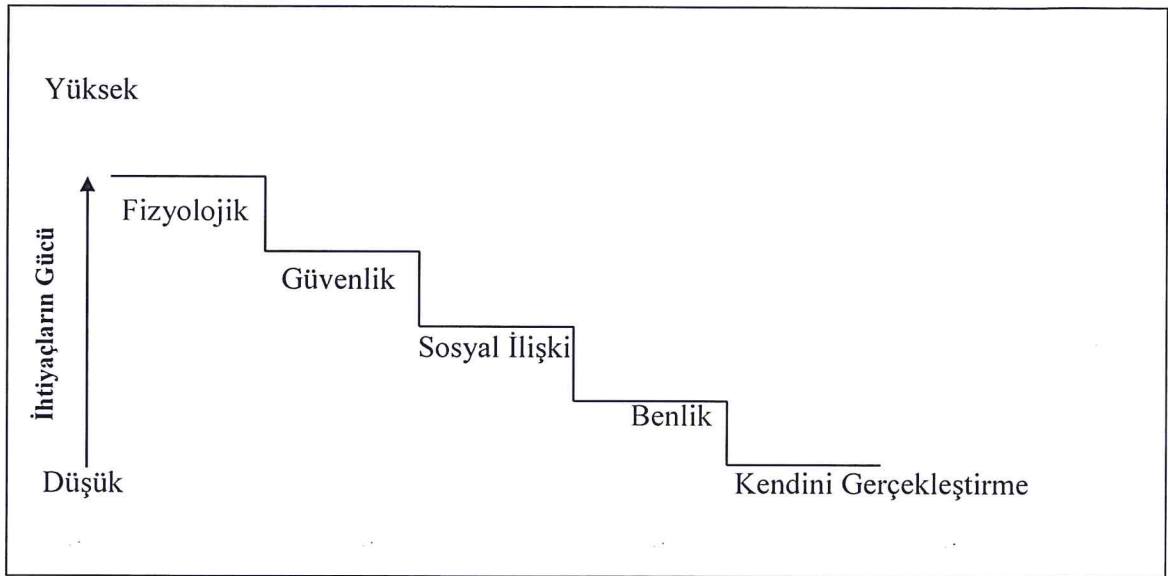 Yüksek
Fizyolojik
Güvenlik
Sosyal İlişki
Benlik
Kendini Gerçekleştirme
Düşük
İhtiyaçların Gücü